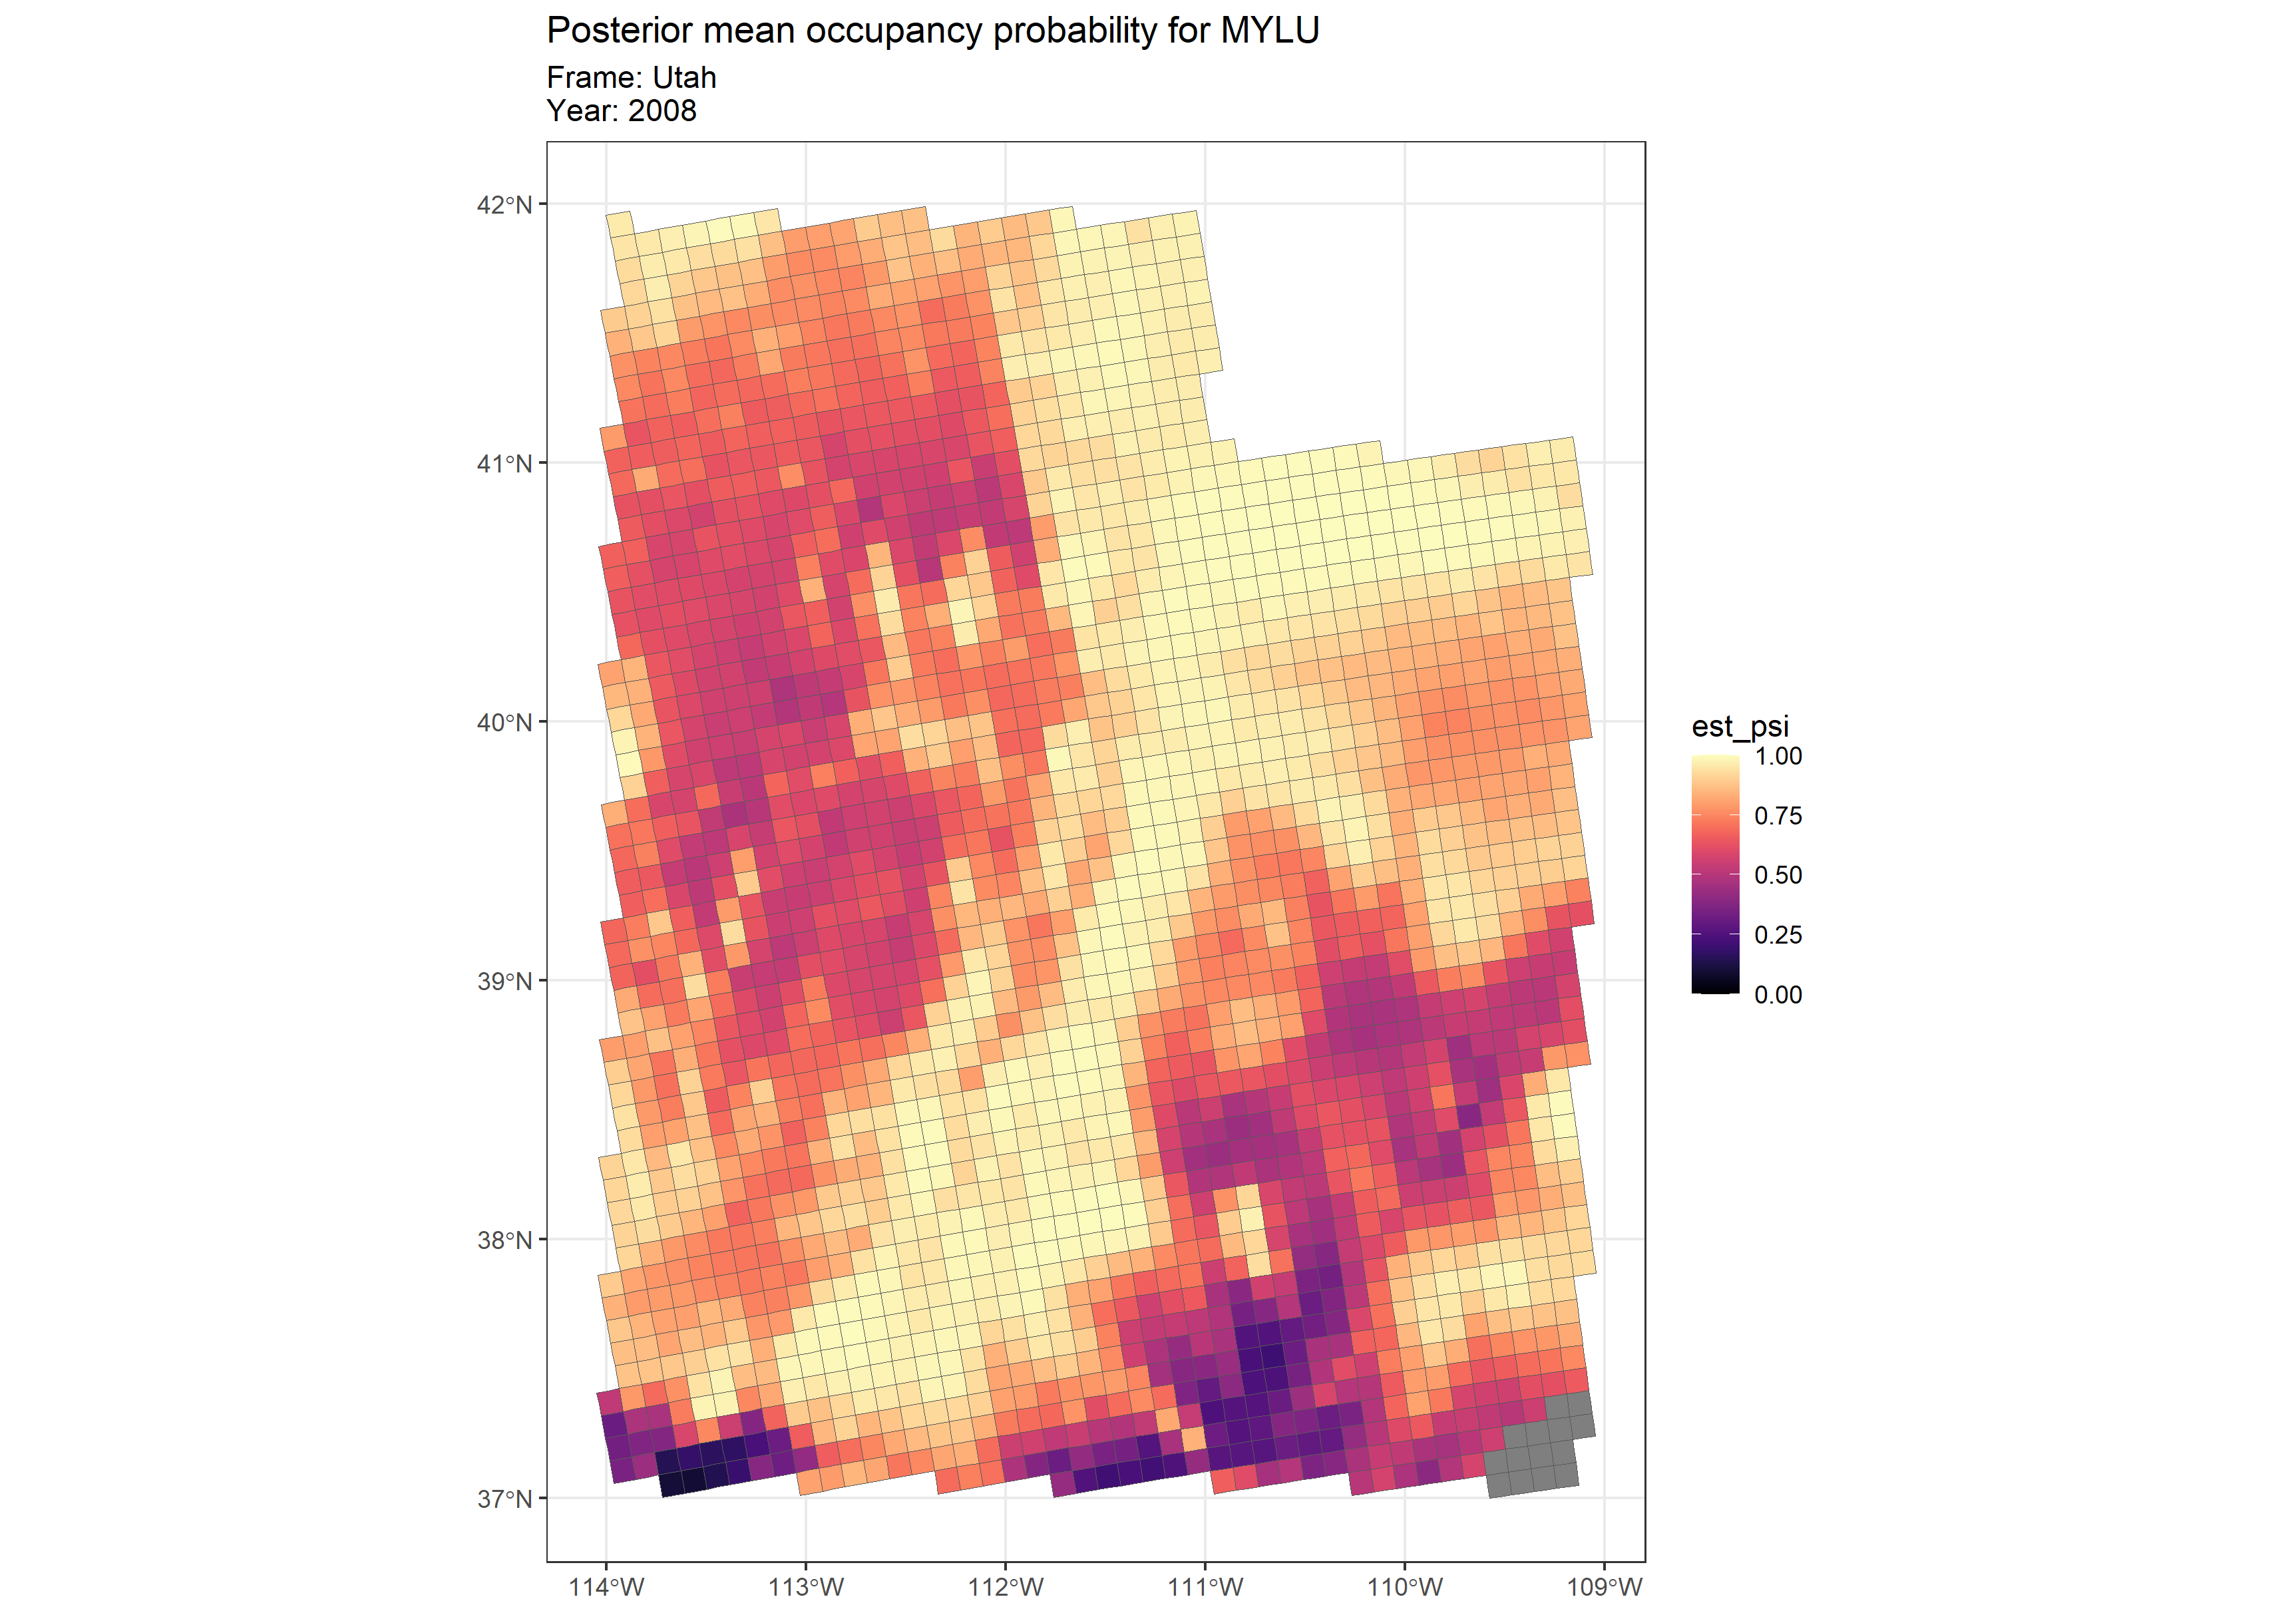 Posterior mean occupancy probability for MYLU
Frame: Utah
Year: 2008
42°N
41°N
40°N
39°N
38°N
37°N
114°W
113°W
112°W
111°W
110°W
109°W
est_psi
1.00
0.75
0.50
0.25
0.00